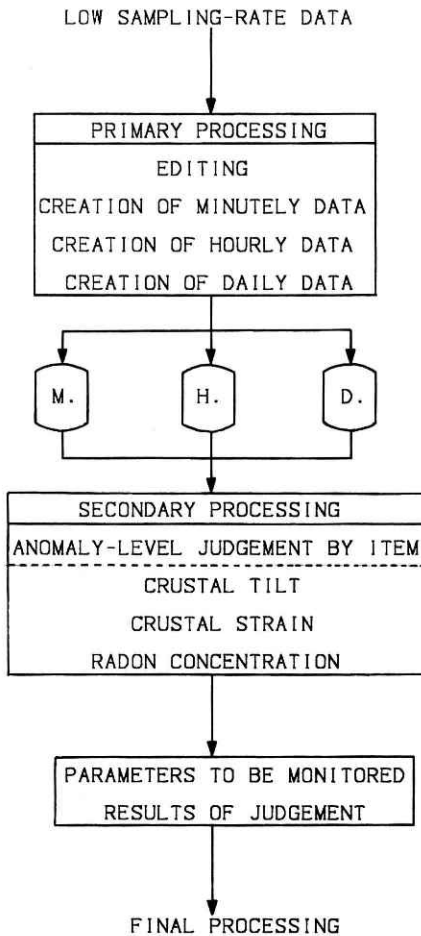 LOW SAMPLING-RATE DATA
PRIMARY PROCESSING
EDITING
CREATION OF MINUTELY DATA
CREATION OF HOURLY DATA
CREATION OF DAILY DATA
M. H. D.
SECONDARY PROCESSING
ANOMALY-LEVEL JUDGEMENT BY ITEM
CRUSTAL TILT
CRUSTAL STRAIN
RADON CONCENTRATION
PARAMETERS TO BE MONITORED
RESULTS OF JUDGEMENT
FINAL PROCESSING